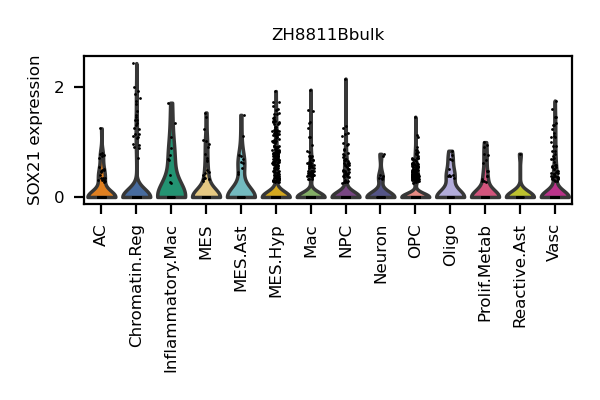 ZH8811Bbulk
SOX21 expression
2
0
AC
Chromatin.Reg
Inflammatory.Mac
MES
MES.Ast
MES.Hyp
Mac
NPC
Neuron
OPC
Oligo
Prolif.Metab
Reactive.Ast
Vasc